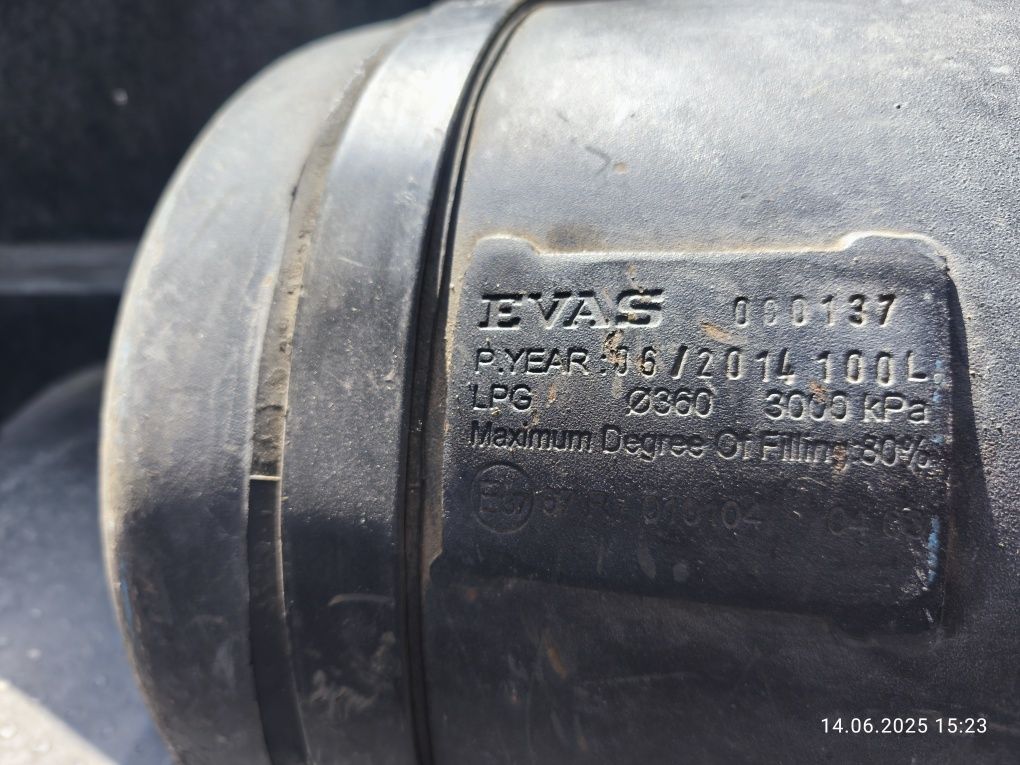 EVAS 000137
P.YEAR :06/2014 100L
LPG Ø360 3000 kPa
Maximum Degree Of Filling:80%
E37
14.06.2025 15:23